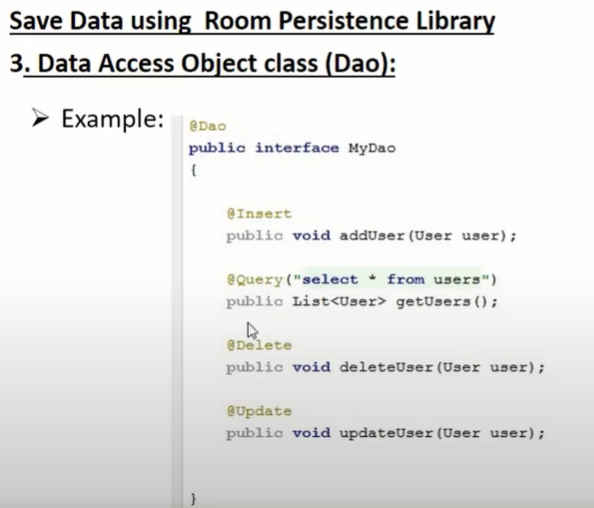 Save Data using Room Persistence Library
3. Data Access Object class (Dao):
➢ Example:
@Dao
public interface MyDao
{
@Insert
public void addUser(User user);
@Query("select * from users")
public List<User> getUsers();
@Delete
public void deleteUser(User user);
@Update
public void updateUser(User user);
}